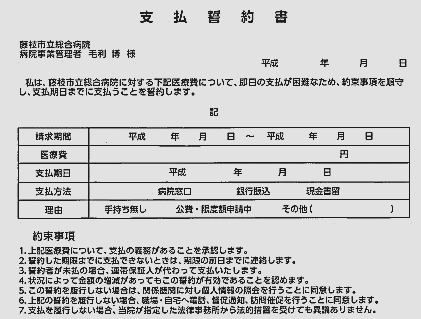 支払誓約書
藤枝市立総合病院
病院事業管理者 毛利 博 様
平成 年 月 日
私は、藤枝市立総合病院に対する下記医療費について、即日の支払が困難なため、約束事項を順守
し、支払期日までに支払うことを誓約します。
記
請求期間 平成 年 月 日 ～ 平成 年 月 日
医療費 円
支払期日 平成 年 月 日
支払方法 病院窓口 銀行振込 現金書留
理由 手持ち無し 公費・限度額申請中 その他( )
約束事項
1.上記医療費について、支払の義務があることを承認します。
2.誓約した期限までに支払できないときは、期限の前日までに連絡します。
3.誓約者が未払の場合、連帯保証人が代わって支払いたします。
4.状況によって金額の増減があってもこの誓約が有効であることを認めます。
5.この誓約を履行しない場合は、関係機関に対し個人情報の照会を行うことに同意します。
6.上記の誓約を履行しない場合、職場・自宅へ電話、督促通知、訪問催促を行うことに同意します。
7.支払を履行しない場合、当院が指定した法律事務所から法的措置を受けても異議ありません。